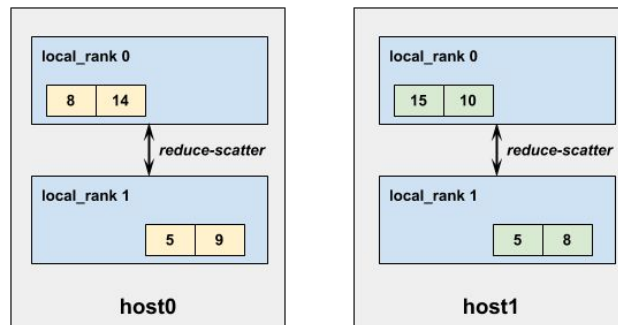 local_rank 0
8 14
reduce-scatter
local_rank 1
5 9
host0
local_rank 0
15 10
reduce-scatter
local_rank 1
5 8
host1